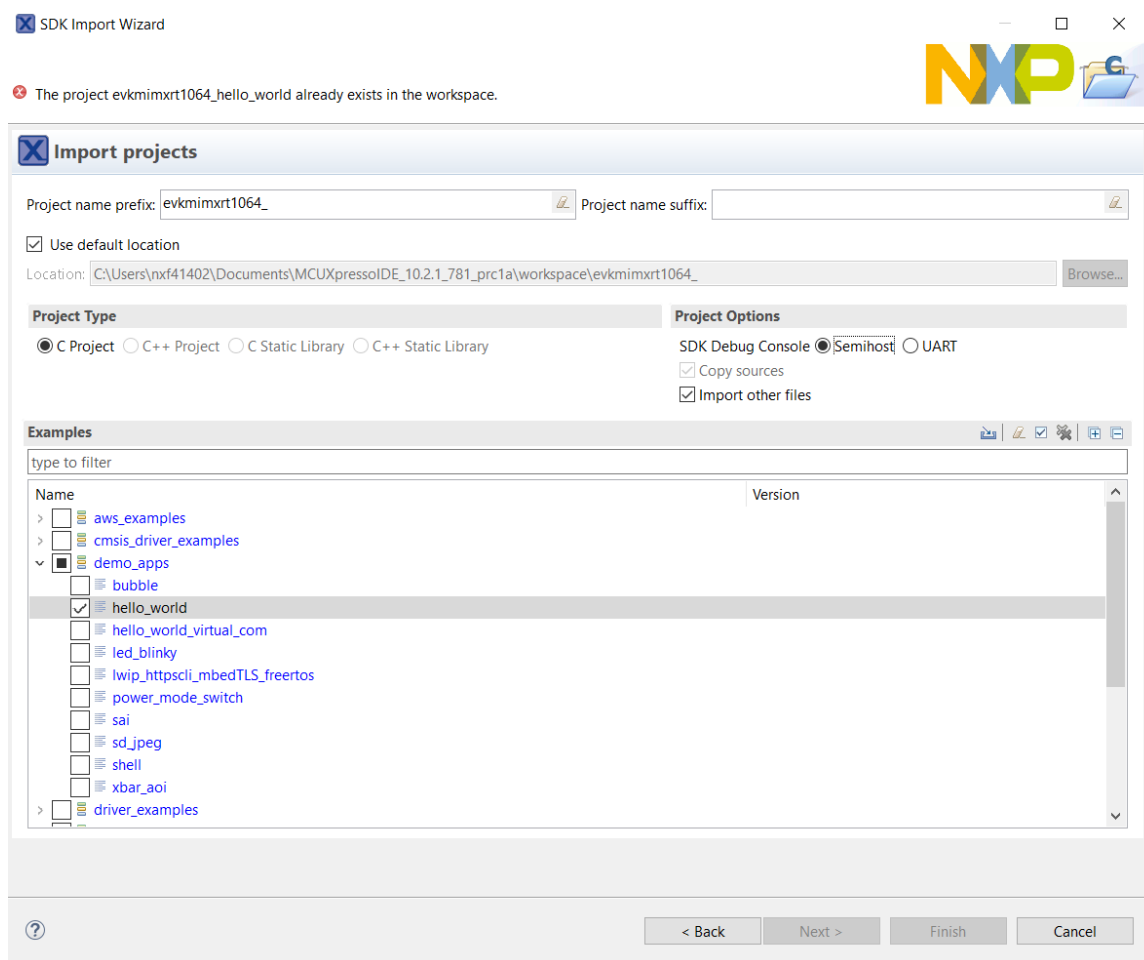 SDK Import Wizard
NXP
The project evkmimxrt1064_hello_world already exists in the workspace.
Import projects
Project name prefix: evkmimxrt1064_ Project name suffix:
Use default location
Location: C:\Users\nxf41402\Documents\MCUXpressoIDE_10.2.1_781_prc1a\workspace\evkmimxrt1064_ Browse...
Project Type Project Options
C Project C++ Project C Static Library C++ Static Library SDK Debug Console Semihost UART
Copy sources
Import other files
Examples
type to filter
Name Version
aws_examples
cmsis_driver_examples
demo_apps
bubble
hello_world
hello_world_virtual_com
led_blinky
lwip_httpscli_mbedTLS_freertos
power_mode_switch
sai
sd_jpeg
shell
xbar_aoi
driver_examples
< Back Next > Finish Cancel